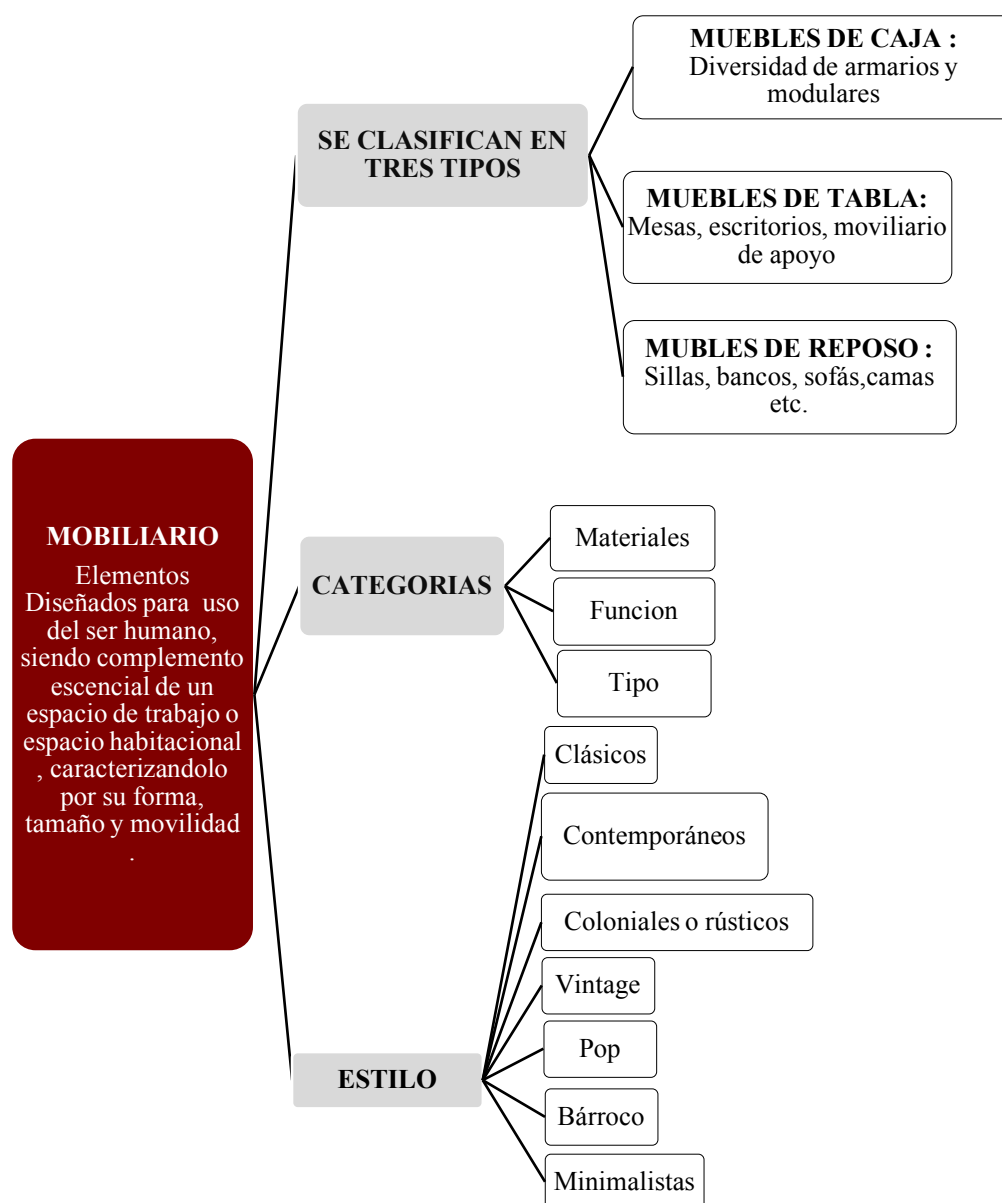 MUEBLES DE CAJA :
Diversidad de armarios y
modulares
SE CLASIFICAN EN
TRES TIPOS
MUEBLES DE TABLA:
Mesas, escritorios, moviliario
de apoyo
MUBLES DE REPOSO :
Sillas, bancos, sofás,camas
etc.
MOBILIARIO
Elementos
Diseñados para  uso
del ser humano,
siendo complemento
escencial de un
espacio de trabajo o
espacio habitacional
, caracterizandolo
por su forma,
tamaño y movilidad
.
CATEGORIAS
Materiales
Funcion
Tipo
ESTILO
Clásicos
Contemporáneos
Coloniales o rústicos
Vintage
Pop
Bárroco
Minimalistas